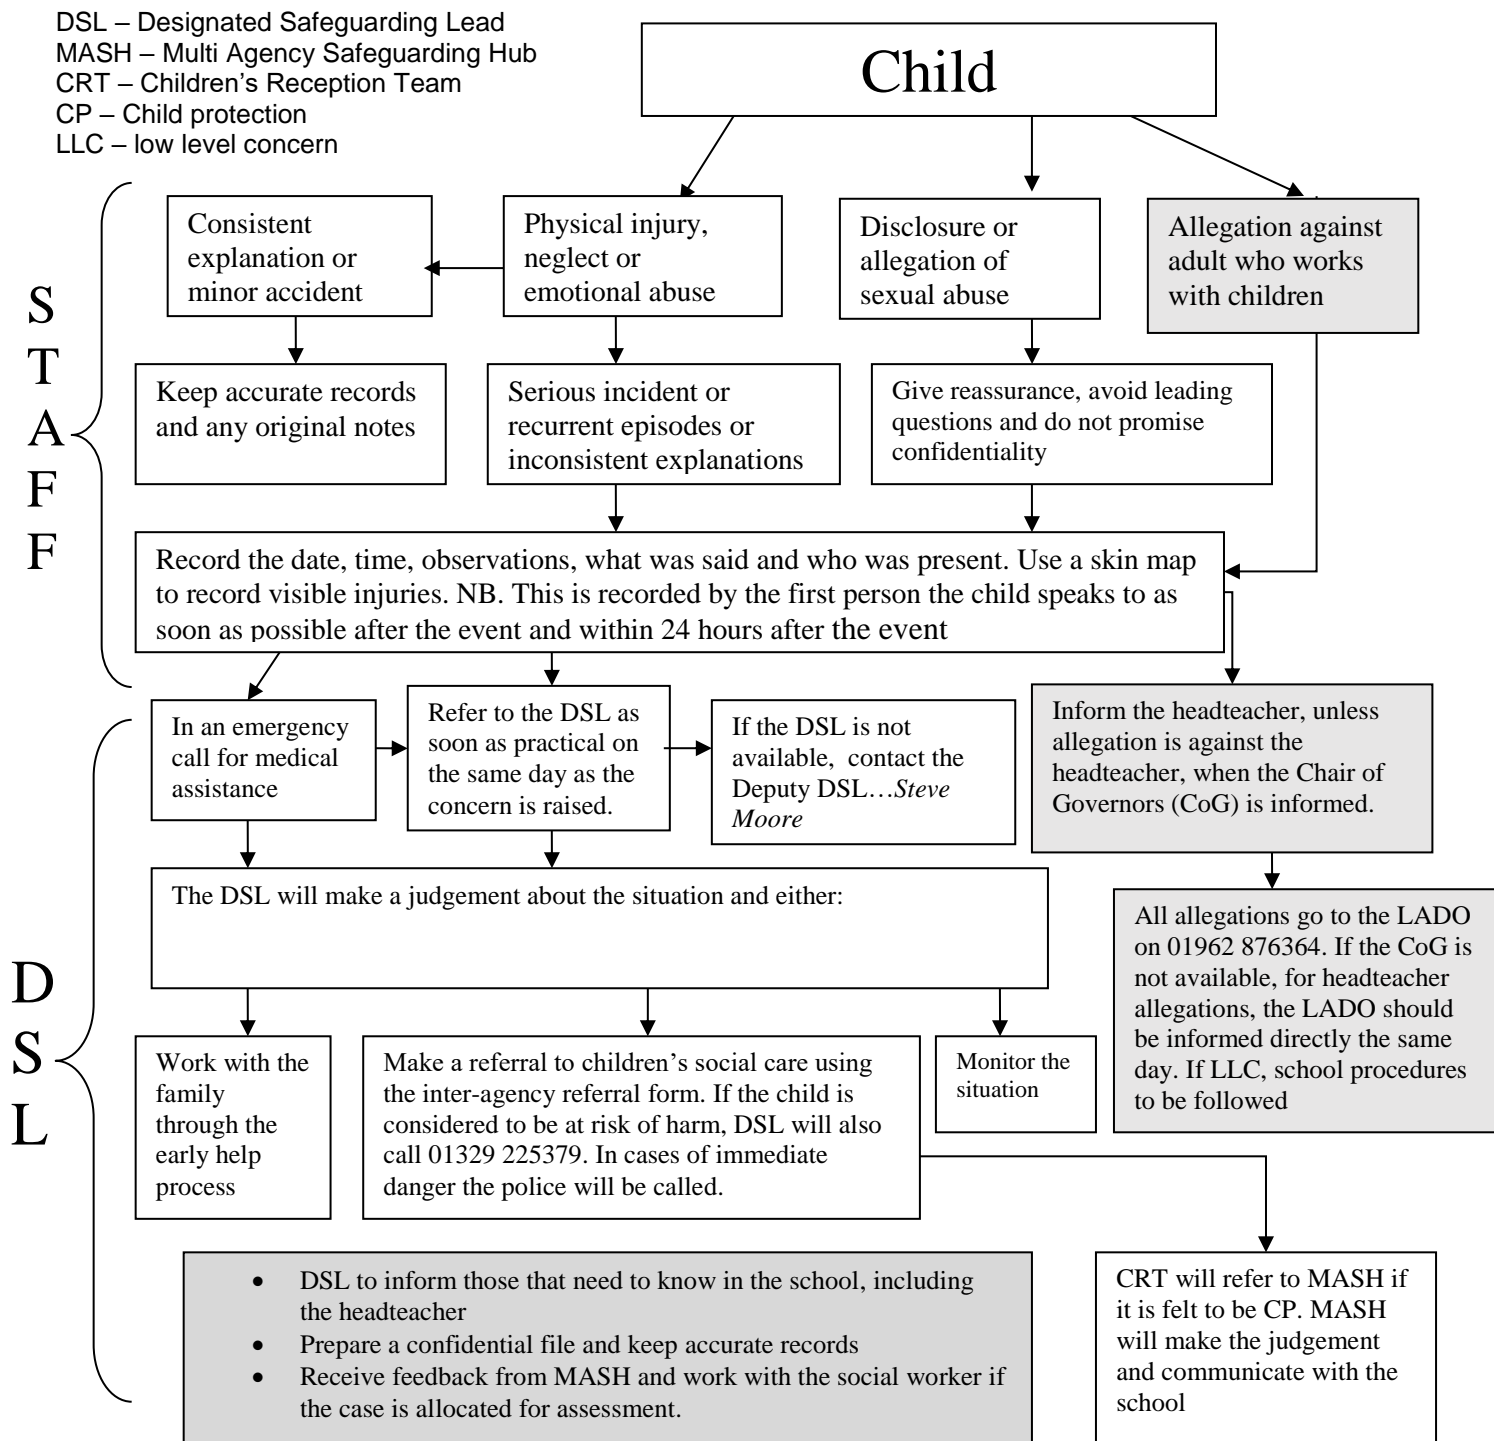 DSL – Designated Safeguarding Lead
MASH – Multi Agency Safeguarding Hub
CRT – Children's Reception Team
CP – Child protection
LLC – low level concern
Child
S
T
A
F
F
Consistent
explanation or
minor accident
Physical injury,
neglect or
emotional abuse
Disclosure or
allegation of
sexual abuse
Allegation against
adult who works
with children
Keep accurate records
and any original notes
Serious incident or
recurrent episodes or
inconsistent explanations
Give reassurance, avoid leading
questions and do not promise
confidentiality
Record the date, time, observations, what was said and who was present. Use a skin map
to record visible injuries. NB. This is recorded by the first person the child speaks to as
soon as possible after the event and within 24 hours after the event
D
S
L
In an emergency
call for medical
assistance
Refer to the DSL as
soon as practical on
the same day as the
concern is raised.
If the DSL is not
available,  contact the
Deputy DSL…Steve
Moore
Inform the headteacher, unless
allegation is against the
headteacher, when the Chair of
Governors (CoG) is informed.
The DSL will make a judgement about the situation and either:
All allegations go to the LADO
on 01962 876364. If the CoG is
not available, for headteacher
allegations, the LADO should
be informed directly the same
day. If LLC, school procedures
to be followed
Work with the
family
through the
early help
process
Make a referral to children's social care using
the inter-agency referral form. If the child is
considered to be at risk of harm, DSL will also
call 01329 225379. In cases of immediate
danger the police will be called.
Monitor the
situation
• DSL to inform those that need to know in the school, including
the headteacher
• Prepare a confidential file and keep accurate records
• Receive feedback from MASH and work with the social worker if
the case is allocated for assessment.
CRT will refer to MASH if
it is felt to be CP. MASH
will make the judgement
and communicate with the
school